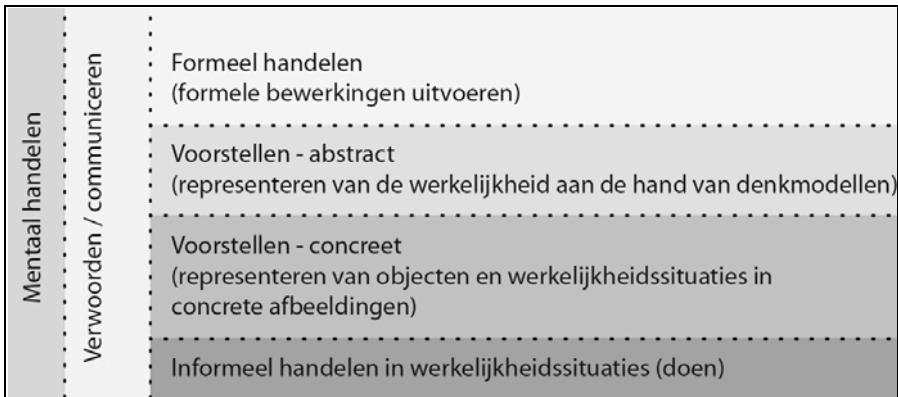 Mentaal handelen
Verwoorden / communiceren
Formeel handelen
(formele bewerkingen uitvoeren)
Voorstellen - abstract
(representeren van de werkelijkheid aan de hand van denkmodellen)
Voorstellen - concreet
(representeren van objecten en werkelijkheidssituaties in
concrete afbeeldingen)
Informeel handelen in werkelijkheidssituaties (doen)